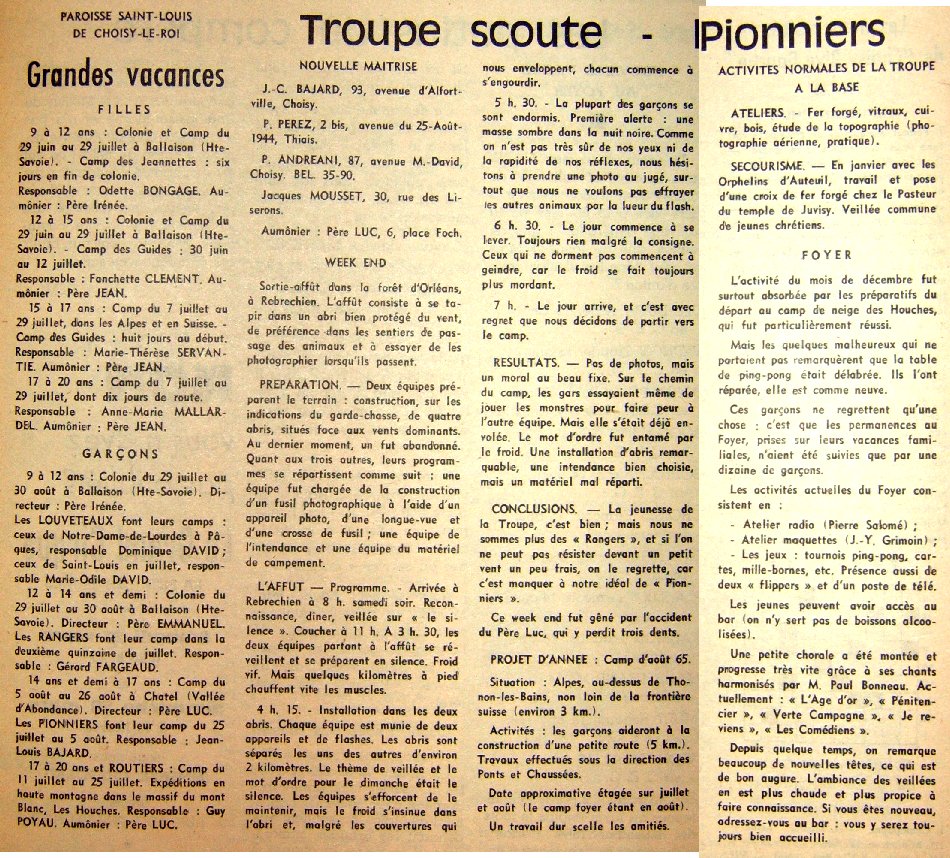 PAROISSE SAINT-LOUIS
DE CHOISY-LE-ROI
Grandes vacances
FILLES
9 à 12 ans : Colonie et Camp du
29 juin au 29 juillet à Ballaison (Hte-
Savoie). - Camp des Jeannettes : six
jours en fin de colonie.
Responsable : Odette BONGAGE. Au-
mônier : Père Irénée.
12 à 15 ans : Colonie et Camp du
29 juin au 29 juillet à Ballaison (Hte-
Savoie). - Camp des Guides : 30 juin
au 12 juillet.
Responsable : Fanchette CLEMENT. Au-
mônier : Père JEAN.
15 à 17 ans : Camp du 7 juillet au
29 juillet, dans les Alpes et en Suisse. -
Camp des Guides : huit jours au début.
Responsable : Marie-Thérèse SERVAN-
TIE. Aumônier : Père JEAN.
17 à 20 ans : Camp du 7 juillet au
29 juillet, dont dix jours de route.
Responsable : Anne-Marie MALLAR-
DEL. Aumônier : Père JEAN.
GARÇONS
9 à 12 ans : Colonie du 29 juillet au
30 août à Ballaison (Hte-Savoie). Di-
recteur : Père Irénée.
Les LOUVETEAUX font leurs camps :
ceux de Notre-Dame-de-Lourdes à Pâ-
ques, responsable Dominique DAVID ;
ceux de Saint-Louis en juillet, respon-
sable Marie-Odile DAVID.
12 à 14 ans et demi : Colonie du
29 juillet au 30 août à Ballaison (Hte-
Savoie). Directeur : Père EMMANUEL.
Les RANGERS font leur camp dans la
deuxième quinzaine de juillet. Respon-
sable : Gérard FARGEAUD.
14 ans et demi à 17 ans : Camp du
5 août au 26 août à Chatel (Vallée
d'Abondance). Directeur : Père LUC.
Les PIONNIERS font leur camp du 25
juillet au 5 août. Responsable : Jean-
Louis BAJARD.
17 à 20 ans et ROUTIERS : Camp du
11 juillet au 25 juillet. Expéditions en
haute montagne dans le massif du mont
Blanc, Les Houches. Responsable : Guy
POYAU. Aumônier : Père LUC.
Troupe scoute - Pionniers
NOUVELLE MAITRISE
J.-C. BAJARD, 93, avenue d'Alfort-
ville, Choisy.
P. PEREZ, 2 bis, avenue du 25-Août-
1944, Thiais.
P. ANDREANI, 87, avenue M.-David,
Choisy. BEL. 35-90.
Jacques MOUSSET, 30, rue des Li-
serons.
Aumônier : Père LUC, 6, place Foch.
WEEK END
Sortie-affût dans la forêt d'Orléans,
à Rebrechien. L'affût consiste à se ta-
pir dans un abri bien protégé du vent,
de préférence dans les sentiers de pas-
sage des animaux et à essayer de les
photographier lorsqu'ils passent.
PREPARATION. — Deux équipes pré-
parent le terrain : construction, sur les
indications du garde-chasse, de quatre
abris, situés face aux vents dominants.
Au dernier moment, un fut abandonné.
Quant aux trois autres, leurs program-
mes se répartissent comme suit : une
équipe fut chargée de la construction
d'un fusil photographique à l'aide d'un
appareil photo, d'une longue-vue et
d'une crosse de fusil ; une équipe de
l'intendance et une équipe du matériel
de campement.
L'AFFUT — Programme. - Arrivée à
Rebrechien à 8 h. samedi soir. Recon-
naissance, dîner, veillée sur « le si-
lence ». Coucher à 11 h. A 3 h. 30, les
deux équipes partant à l'affût se ré-
veillent et se préparent en silence. Froid
vif. Mais quelques kilomètres à pied
chauffent vite les muscles.
4 h. 15. - Installation dans les deux
abris. Chaque équipe est munie de deux
appareils et de flashes. Les abris sont
séparés les uns des autres d'environ
2 kilomètres. Le thème de veillée et le
mot d'ordre pour le dimanche était le
silence. Les équipes s'efforcent de le
maintenir, mais le froid s'insinue dans
l'abri et, malgré les couvertures qui
nous enveloppent, chacun commence à
s'engourdir.
5 h. 30. - La plupart des garçons se
sont endormis. Première alerte : une
masse sombre dans la nuit noire. Comme
on n'est pas très sûr de nos yeux ni de
la rapidité de nos réflexes, nous hési-
tons à prendre une photo au jugé, sur-
tout que nous ne voulons pas effrayer
les autres animaux par la lueur du flash.
6 h. 30. - Le jour commence à se
lever. Toujours rien malgré la consigne.
Ceux qui ne dorment pas commencent à
geindre, car le froid se fait toujours
plus mordant.
7 h. - Le jour arrive, et c'est avec
regret que nous décidons de partir vers
le camp.
RESULTATS. — Pas de photos, mais
un moral au beau fixe. Sur le chemin
du camp, les gars essayaient même de
jouer les monstres pour faire peur à
l'autre équipe. Mais elle s'était déjà en-
volée. Le mot d'ordre fut entamé par
le froid. Une installation d'abris remar-
quable, une intendance bien choisie,
mais un matériel mal réparti.
CONCLUSIONS. — La jeunesse de
la Troupe, c'est bien ; mais nous ne
sommes plus des « Rangers », et si l'on
ne peut pas résister devant un petit
vent un peu frais, on le regrette, car
c'est manquer à notre idéal de « Pion-
niers ».
Ce week end fut gêné par l'accident
du Père Luc, qui y perdit trois dents.
PROJET D'ANNEE : Camp d'août 65.
Situation : Alpes, au-dessus de Tho-
non-les-Bains, non loin de la frontière
suisse (environ 3 km.).
Activités : les garçons aideront à la
construction d'une petite route (5 km.).
Travaux effectués sous la direction des
Ponts et Chaussées.
Date approximative étagée sur juillet
et août (le camp foyer étant en août).
Un travail dur scelle les amitiés.
ACTIVITES NORMALES DE LA TROUPE
A LA BASE
ATELIERS. - Fer forgé, vitraux, cui-
vre, bois, étude de la topographie (pho-
tographie aérienne, pratique).
SECOURISME. — En janvier avec les
Orphelins d'Auteuil, travail et pose
d'une croix de fer forgé chez le Pasteur
du temple de Juvisy. Veillée commune
de jeunes chrétiens.
FOYER
L'activité du mois de décembre fut
surtout absorbée par les préparatifs du
départ au camp de neige des Houches,
qui fut particulièrement réussi.
Mais les quelques malheureux qui ne
portaient pas remarquèrent que la table
de ping-pong était délabrée. Ils l'ont
réparée, elle est comme neuve.
Ces garçons ne regrettent qu'une
chose : c'est que les permanences au
Foyer, prises sur leurs vacances fami-
liales, n'aient été suivies que par une
dizaine de garçons.
Les activités actuelles du Foyer con-
sistent en :
- Atelier radio (Pierre Salomé) ;
- Atelier maquettes (J.-Y. Grimoin) ;
- Les jeux : tournois ping-pong, car-
tes, mille-bornes, etc. Présence aussi de
deux « flippers » et d'un poste de télé.
Les jeunes peuvent avoir accès au
bar (on n'y sert pas de boissons alcoo-
lisées).
Une petite chorale a été montée et
progresse très vite grâce à ses chants
harmonisés par M. Paul Bonneau. Ac-
tuellement : « L'Age d'or », « Péniten-
cier », « Verte Campagne », « Je re-
viens », « Les Comédiens ».
Depuis quelque temps, on remarque
beaucoup de nouvelles têtes, ce qui est
de bon augure. L'ambiance des veillées
en est plus chaude et plus propice à
faire connaissance. Si vous êtes nouveau,
adressez-vous au bar : vous y serez tou-
jours bien accueilli.